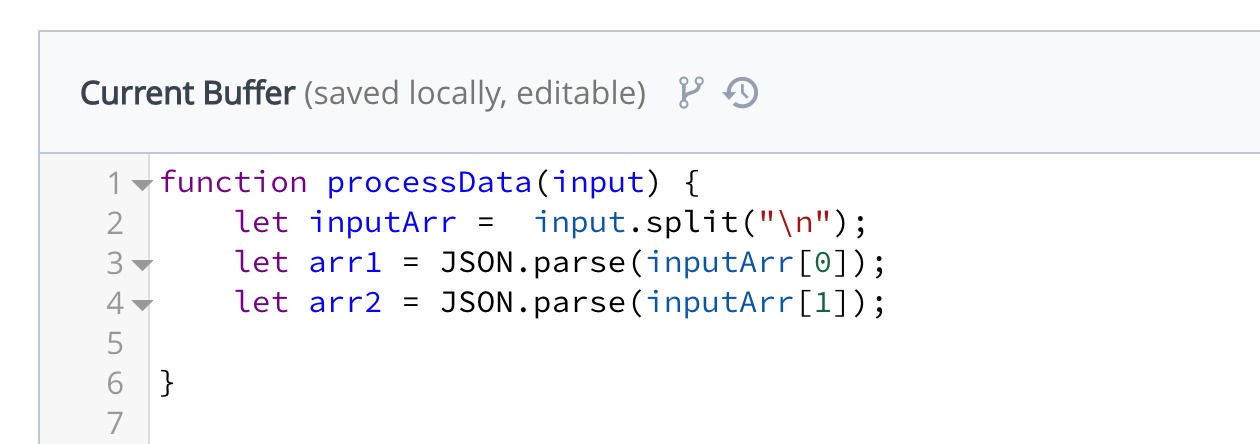 Current Buffer (saved locally, editable)
1 function processData(input) {
2     let inputArr =  input.split("\n");
3     let arr1 = JSON.parse(inputArr[0]);
4     let arr2 = JSON.parse(inputArr[1]);
5
6 }
7